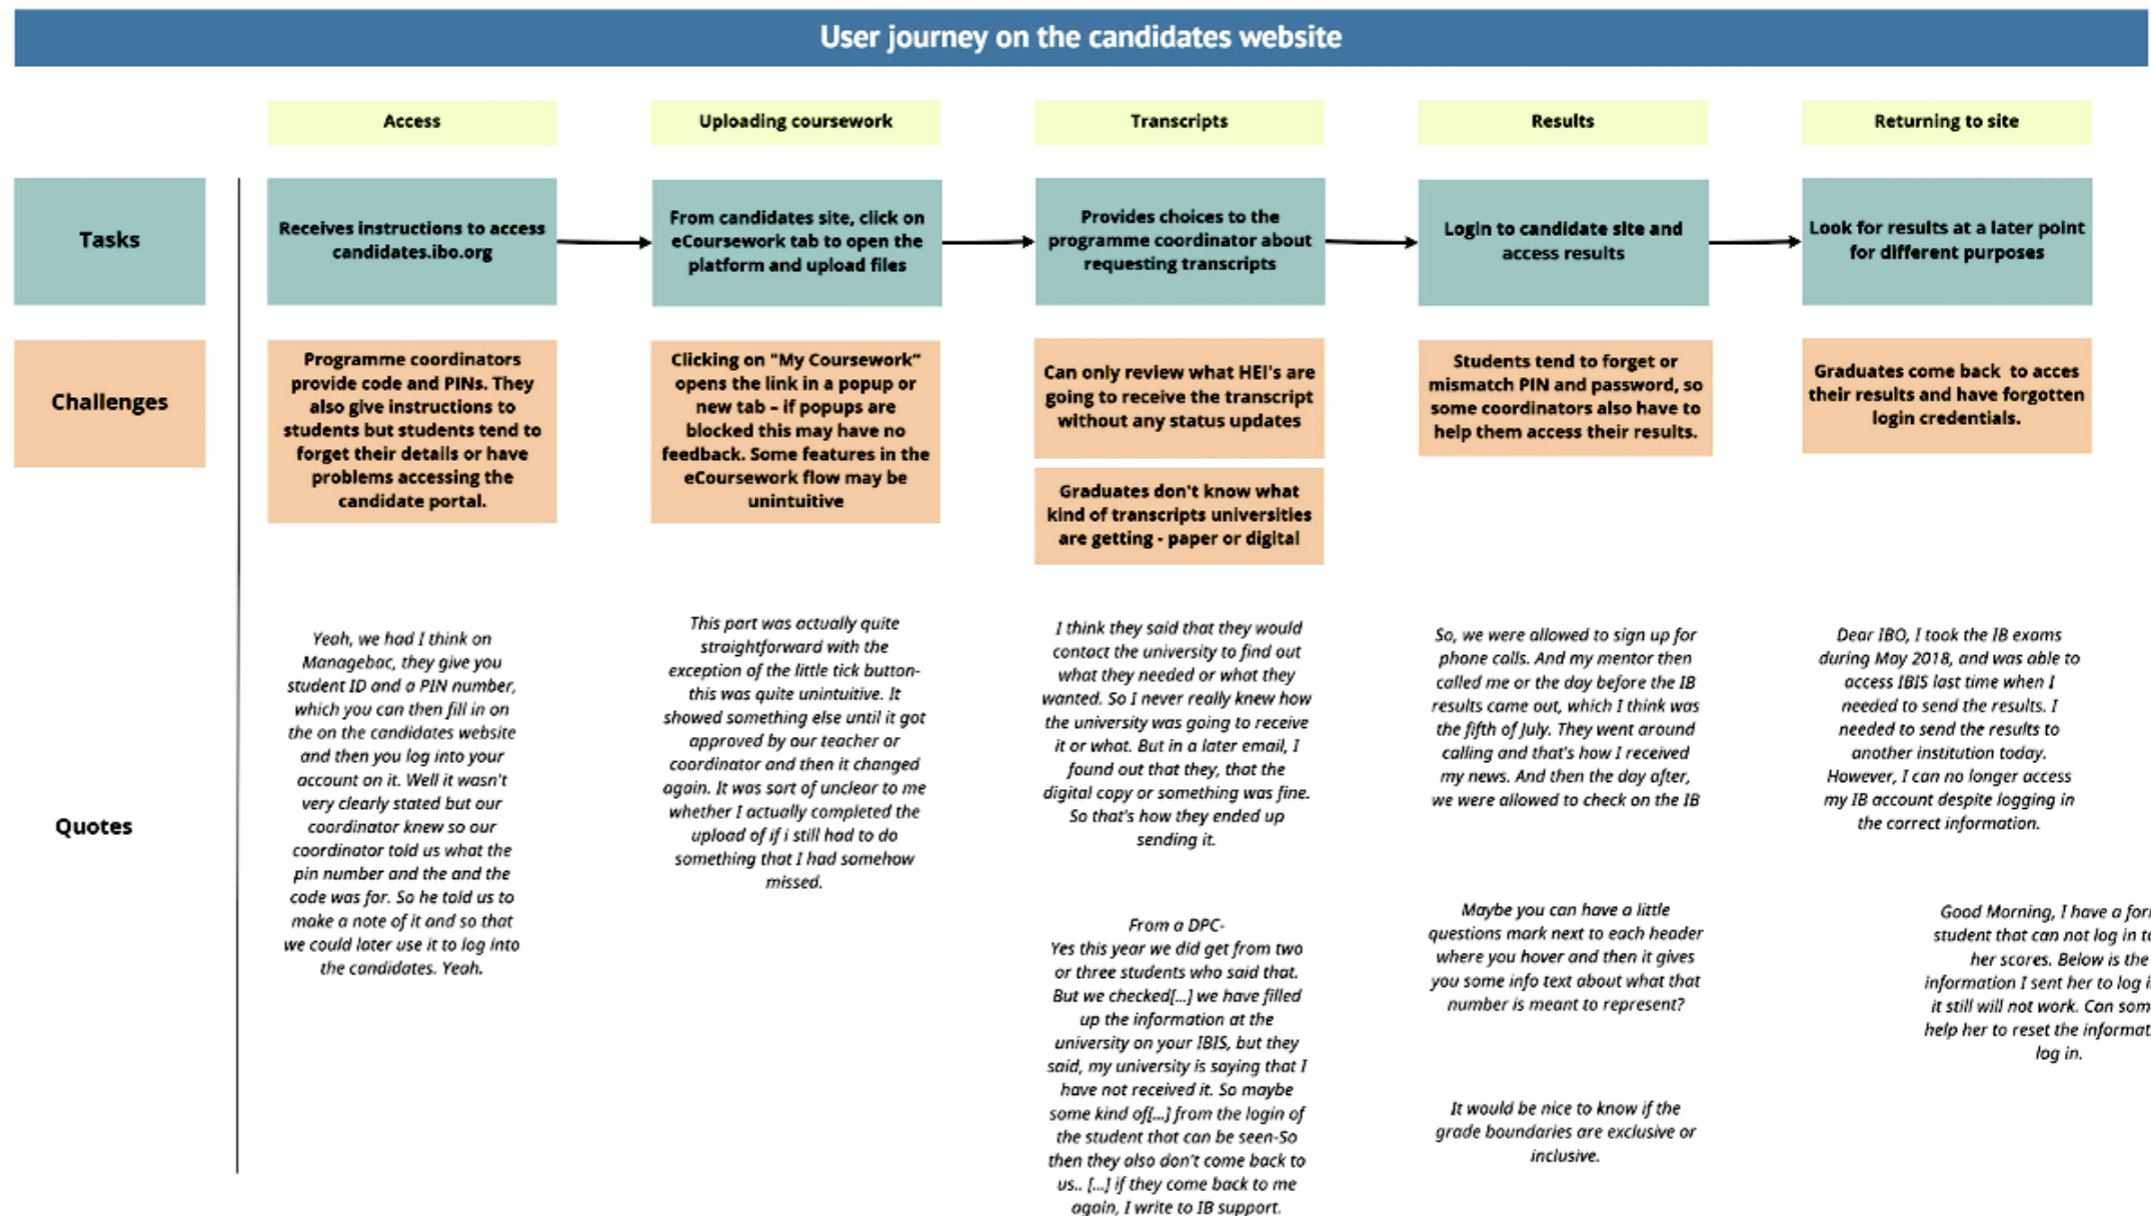 User journey on the candidates website
Access
Uploading coursework
Transcripts
Results
Returning to site
Tasks
Receives instructions to access
candidates.ibo.org
From candidates site, click on
eCoursework tab to open the
platform and upload files
Provides choices to the
programme coordinator about
requesting transcripts
Login to candidate site and
access results
Look for results at a later point
for different purposes
Challenges
Programme coordinators
provide code and PINs. They
also give instructions to
students but students tend to
forget their details or have
problems accessing the
candidate portal.
Clicking on "My Coursework"
opens the link in a popup or
new tab – if popups are
blocked this may have no
feedback. Some features in the
eCoursework flow may be
unintuitive
Can only review what HEI's are
going to receive the transcript
without any status updates
Graduates don't know what
kind of transcripts universities
are getting - paper or digital
Students tend to forget or
mismatch PIN and password, so
some coordinators also have to
help them access their results.
Graduates come back to acces
their results and have forgotten
login credentials.
Quotes
Yeah, we had I think on
Managebac, they give you
student ID and a PIN number,
which you can then fill in on
the on the candidates website
and then you log into your
account on it. Well it wasn't
very clearly stated but our
coordinator knew so our
coordinator told us what the
pin number and the and the
code was for. So he told us to
make a note of it and so that
we could later use it to log into
the candidates. Yeah.
This part was actually quite
straightforward with the
exception of the little tick button-
this was quite unintuitive. It
showed something else until it got
approved by our teacher or
coordinator and then it changed
again. It was sort of unclear to me
whether I actually completed the
upload of if i still had to do
something that I had somehow
missed.
I think they said that they would
contact the university to find out
what they needed or what they
wanted. So I never really knew how
the university was going to receive
it or what. But in a later email, I
found out that they, that the
digital copy or something was fine.
So that's how they ended up
sending it.
From a DPC-
Yes this year we did get from two
or three students who said that.
But we checked[...] we have filled
up the information at the
university on your IBIS, but they
said, my university is saying that I
have not received it. So maybe
some kind of[...] from the login of
the student that can be seen-So
then they also don't come back to
us.. [...] if they come back to me
again, I write to IB support.
So, we were allowed to sign up for
phone calls. And my mentor then
called me or the day before the IB
results came out, which I think was
the fifth of July. They went around
calling and that's how I received
my news. And then the day after,
we were allowed to check on the IB
Maybe you can have a little
questions mark next to each header
where you hover and then it gives
you some info text about what that
number is meant to represent?
It would be nice to know if the
grade boundaries are exclusive or
inclusive.
Dear IBO, I took the IB exams
during May 2018, and was able to
access IBIS last time when I
needed to send the results. I
needed to send the results to
another institution today.
However, I can no longer access
my IB account despite logging in
the correct information.
Good Morning, I have a
student that can not log in
her scores. Below is the
information I sent her to log
it still will not work. Can
help her to reset the
log in.